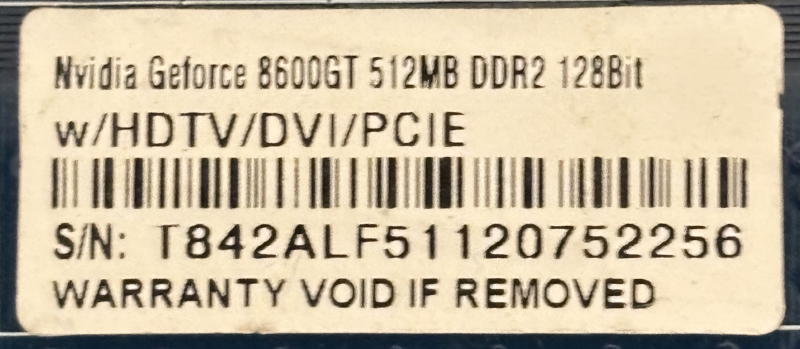 Nvidia Geforce 8600GT 512MB DDR2 128Bit
w/HDTV/DVI/PCIE
S/N: T842ALF51120752256
WARRANTY VOID IF REMOVED